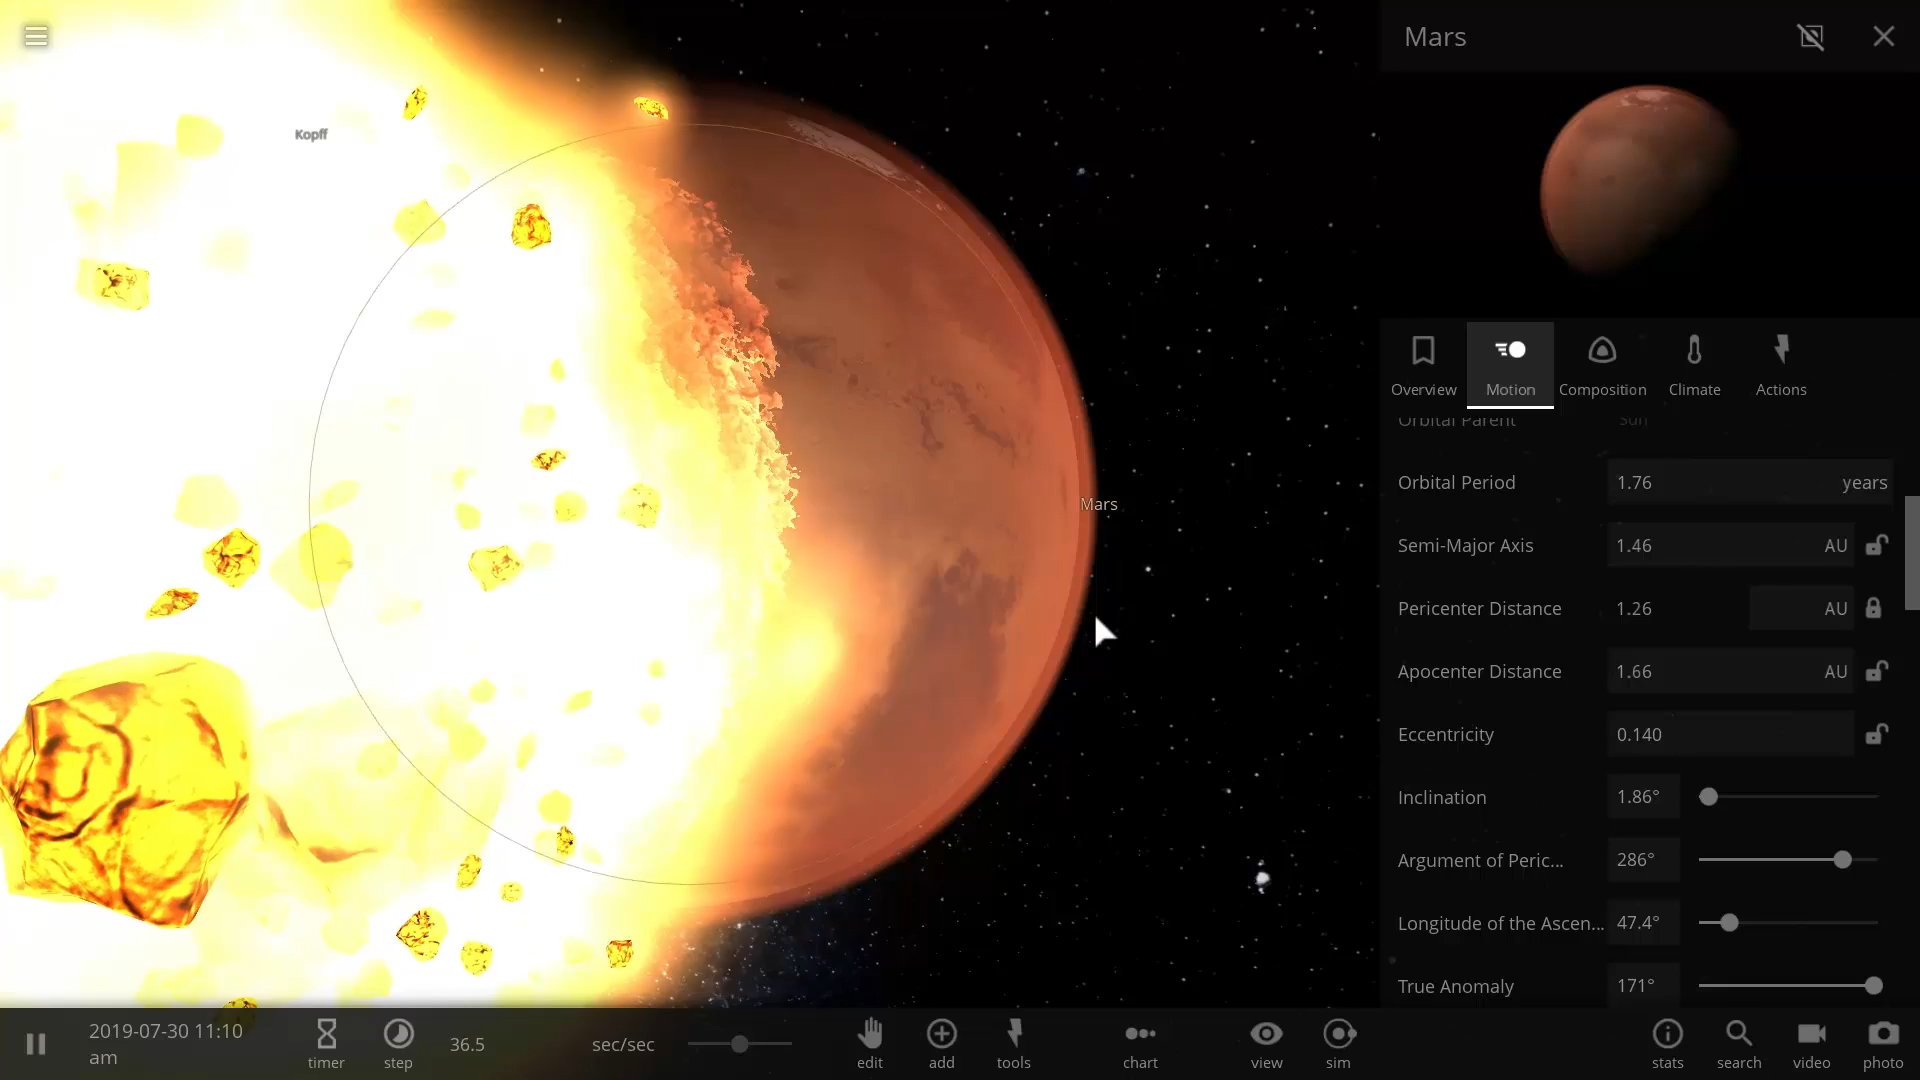 Kopff
Mars
Mars
Overview
Motion
Composition
Climate
Actions
Orbital Parent Sun
Orbital Period 1.76 years
Semi-Major Axis 1.46 AU
Pericenter Distance 1.26 AU
Apocenter Distance 1.66 AU
Eccentricity 0.140
Inclination 1.86°
Argument of Peric... 286°
Longitude of the Ascen... 47.4°
True Anomaly 171°
2019-07-30 11:10
am
timer
step
36.5 sec/sec
edit
add
tools
chart
view
sim
stats
search
video
photo